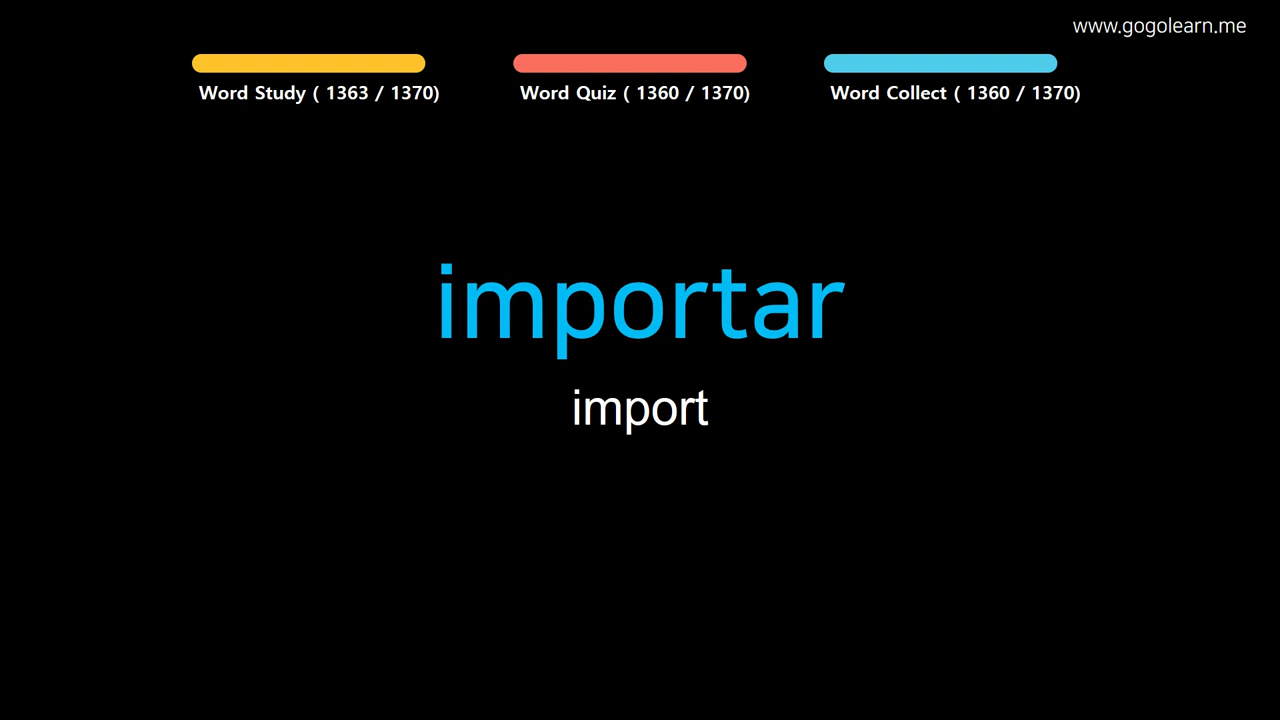 www.gogolearn.me
Word Study ( 1363 / 1370)
Word Quiz ( 1360 / 1370)
Word Collect ( 1360 / 1370)
importar
import